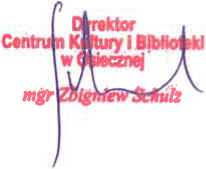 Dyrektor
Centrum Kultury i Biblioteki
w Osiecznej
mgr Zbigniew Schulz